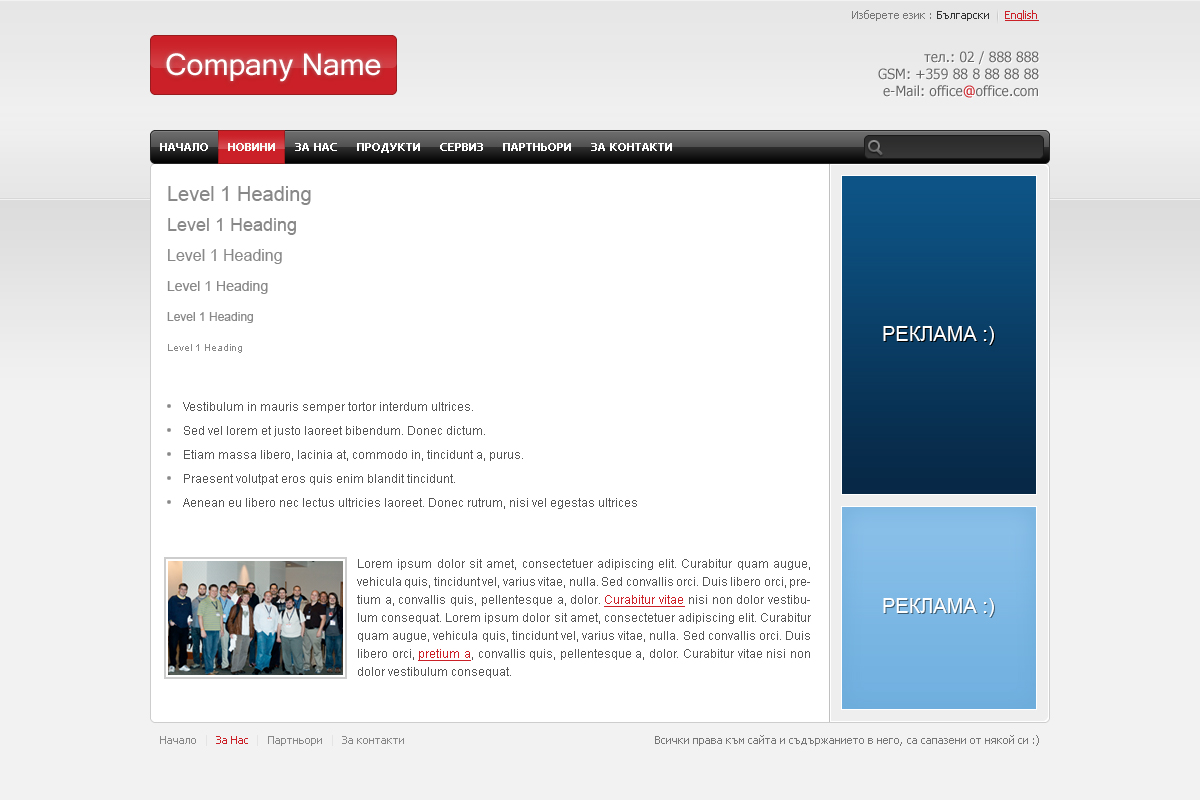 Изберете език : Български | English
Company Name
тел.: 02 / 888 888
GSM: +359 88 8 88 88 88
e-Mail: office@office.com
НАЧАЛО НОВИНИ ЗА НАС ПРОДУКТИ СЕРВИЗ ПАРТНЬОРИ ЗА КОНТАКТИ
Level 1 Heading
Level 1 Heading
Level 1 Heading
Level 1 Heading
Level 1 Heading
Level 1 Heading
• Vestibulum in mauris semper tortor interdum ultrices.
• Sed vel lorem et justo laoreet bibendum. Donec dictum.
• Etiam massa libero, lacinia at, commodo in, tincidunt a, purus.
• Praesent volutpat eros quis enim blandit tincidunt.
• Aenean eu libero nec lectus ultricies laoreet. Donec rutrum, nisi vel egestas ultrices
Lorem ipsum dolor sit amet, consectetuer adipiscing elit. Curabitur quam augue,
vehicula quis, tincidunt vel, varius vitae, nulla. Sed convallis orci. Duis libero orci, pre-
tium a, convallis quis, pellentesque a, dolor. Curabitur vitae nisi non dolor vestibu-
lum consequat. Lorem ipsum dolor sit amet, consectetuer adipiscing elit. Curabitur
quam augue, vehicula quis, tincidunt vel, varius vitae, nulla. Sed convallis orci. Duis
libero orci, pretium a, convallis quis, pellentesque a, dolor. Curabitur vitae nisi non
dolor vestibulum consequat.
РЕКЛАМА :)
РЕКЛАМА :)
Начало | За Нас | Партньори | За контакти
Всички права към сайта и съдържанието в него, са сапазени от някой си :)